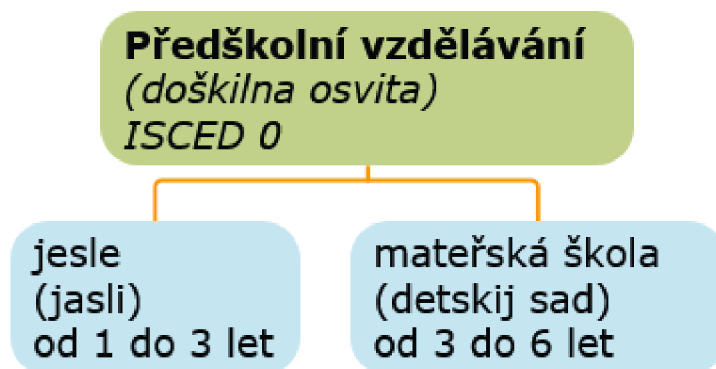 Předškolní vzdělávání
(doškilna osvita)
ISCED 0
jesle
(jasli)
od 1 do 3 let
mateřská škola
(detskij sad)
od 3 do 6 let